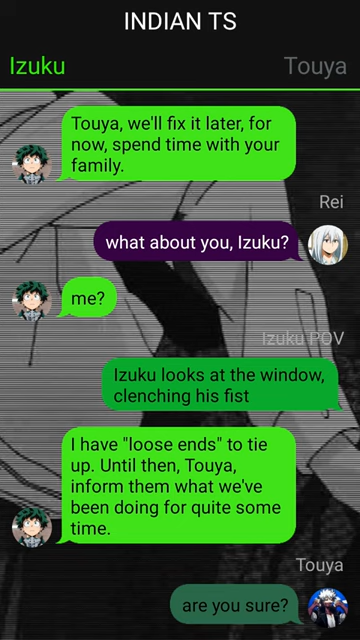 INDIAN TS
Izuku
Touya
Touya, we'll fix it later, for
now, spend time with your
family.
Rei
what about you, Izuku?
me?
Izuku POV
Izuku looks at the window,
clenching his fist
I have "loose ends" to tie
up. Until then, Touya,
inform them what we've
been doing for quite some
time.
Touya
are you sure?